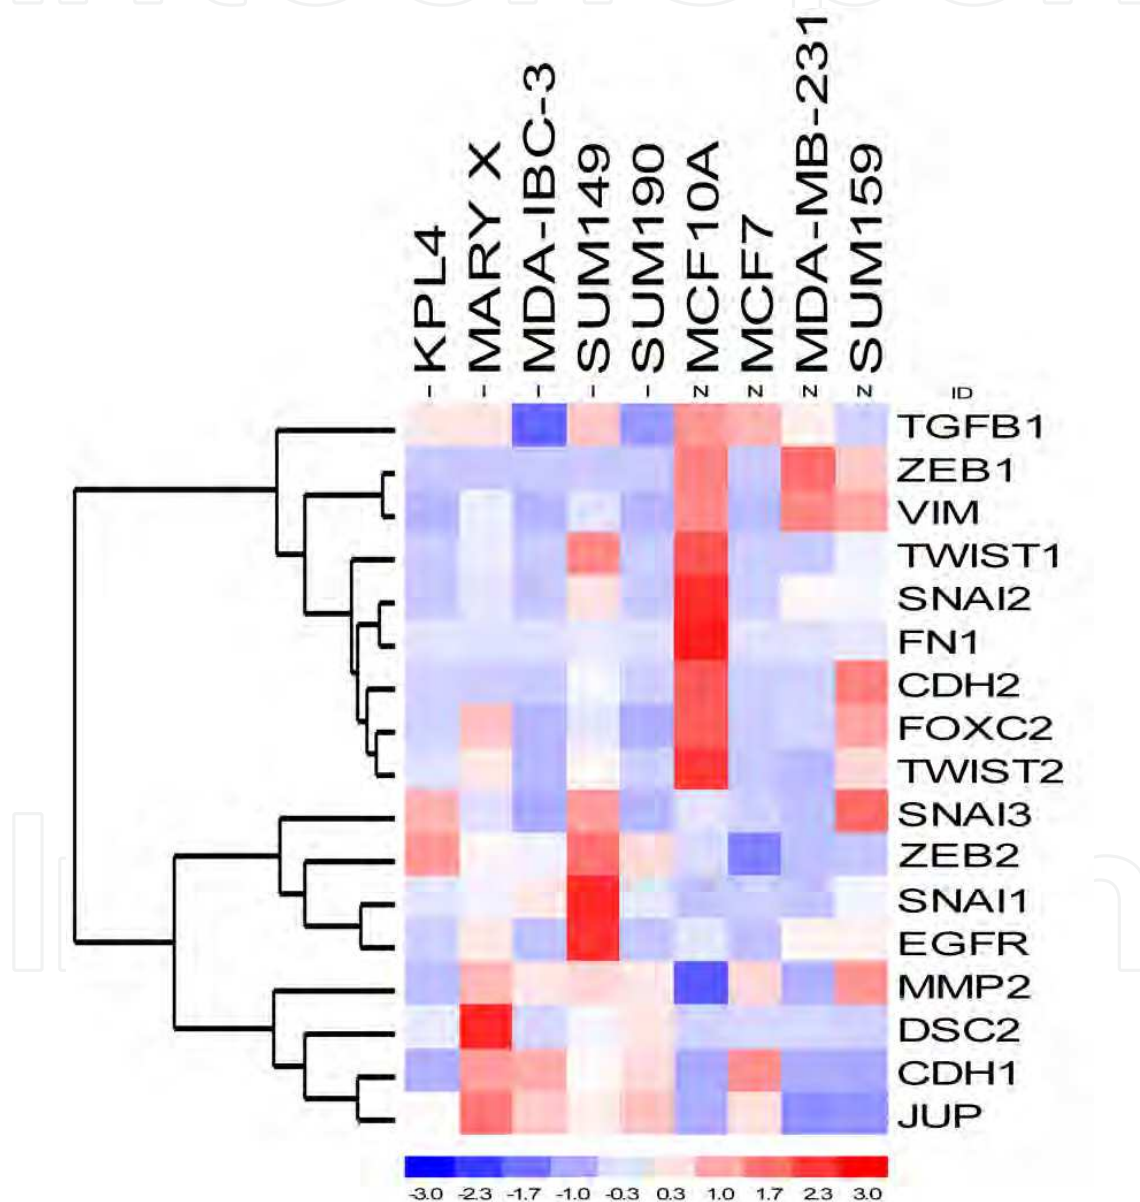 KPL4
MARY X
MDA-IBC-3
SUM149
SUM190
MCF10A
MCF7
MDA-MB-231
SUM159
I I I I I N N N N ID
TGFB1
ZEB1
VIM
TWIST1
SNAI2
FN1
CDH2
FOXC2
TWIST2
SNAI3
ZEB2
SNAI1
EGFR
MMP2
DSC2
CDH1
JUP
-3.0 -2.3 -1.7 -1.0 -0.3 0.3 1.0 1.7 2.3 3.0